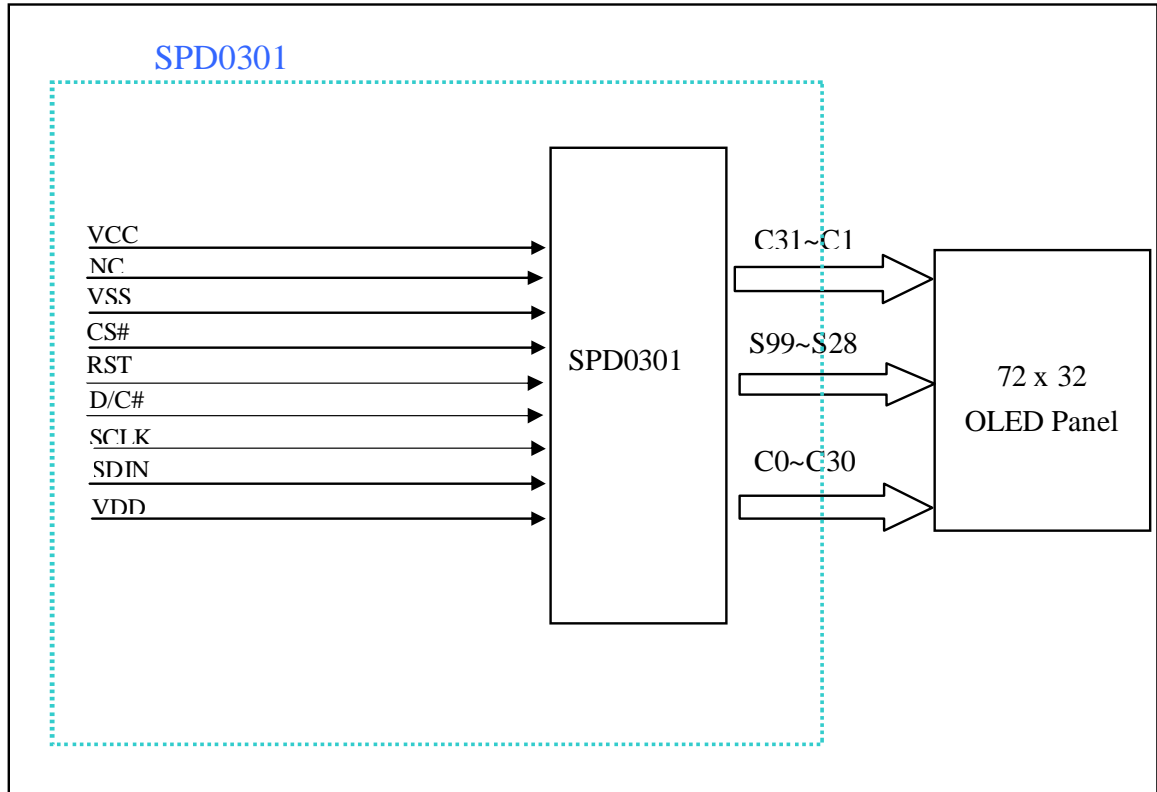 SPD0301
VCC
NC
VSS
CS#
RST
D/C#
SCLK
SDIN
VDD
SPD0301
C31~C1
S99~S28
C0~C30
72 x 32
OLED Panel